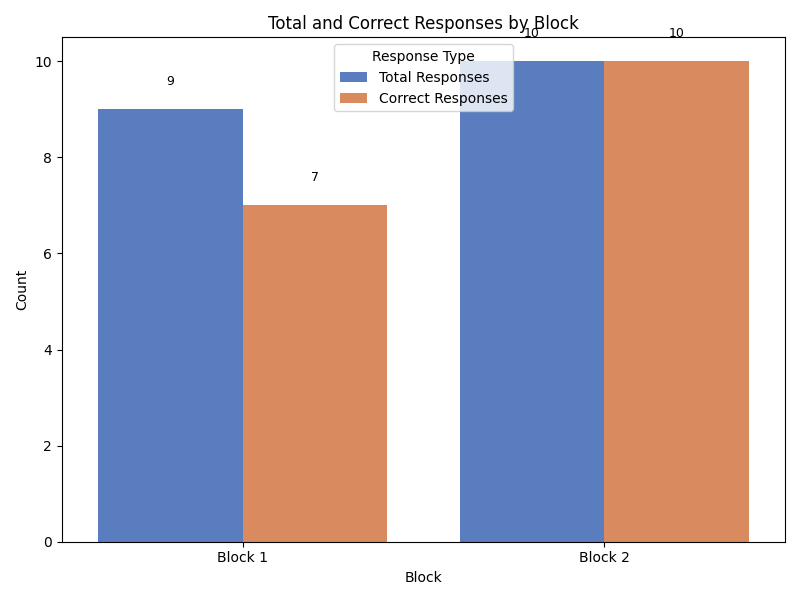 Total and Correct Responses by Block
10
10
Response Type
Total Responses
Correct Responses
10
9
8
7
6
4
2
0
Count
Block 1
Block 2
Block